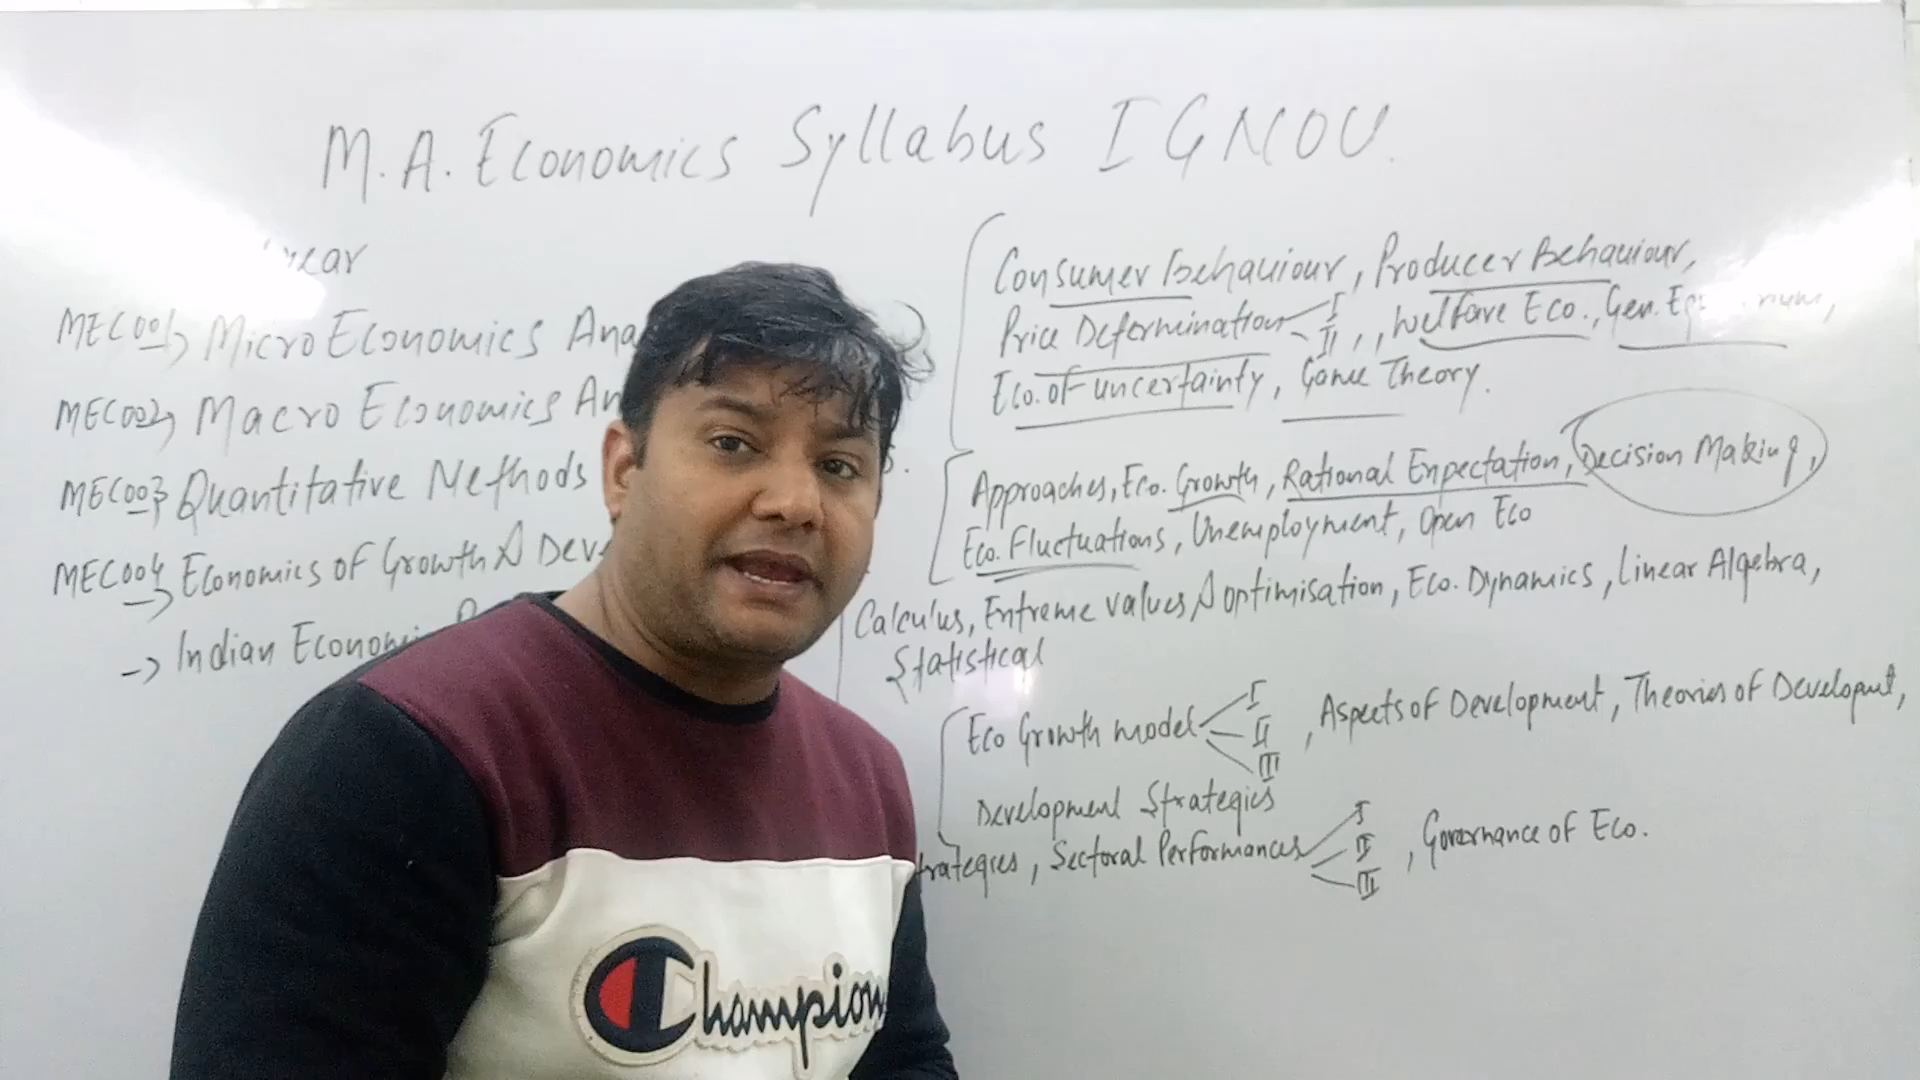 M.A. Economics Syllabus IGNOU.
year
MEC001→ Micro Economics Ana
MEC002→ Macro Economics An
MEC003 Quantitative Methods s.
MEC004 → Economics of Growth & Dev
→ Indian Economic
Consumer Behaviour, Producer Behaviour,
Price Determination I II, , Welfare Eco., Gen. Eq
Eco. of uncertainty, Game Theory.
Approaches, Eco. Growth, Rational Expectation, Decision Making,
Eco. Fluctuations, Unemployment, Open Eco
Calculus, Extreme values & optimisation, Eco. Dynamics, Linear Algebra,
Statistical
Eco Growth model I II III, Aspects of Development, Theories of Developmt,
Development Strategies
trategies, Sectoral Performances I II III, Governance of Eco.
Champion